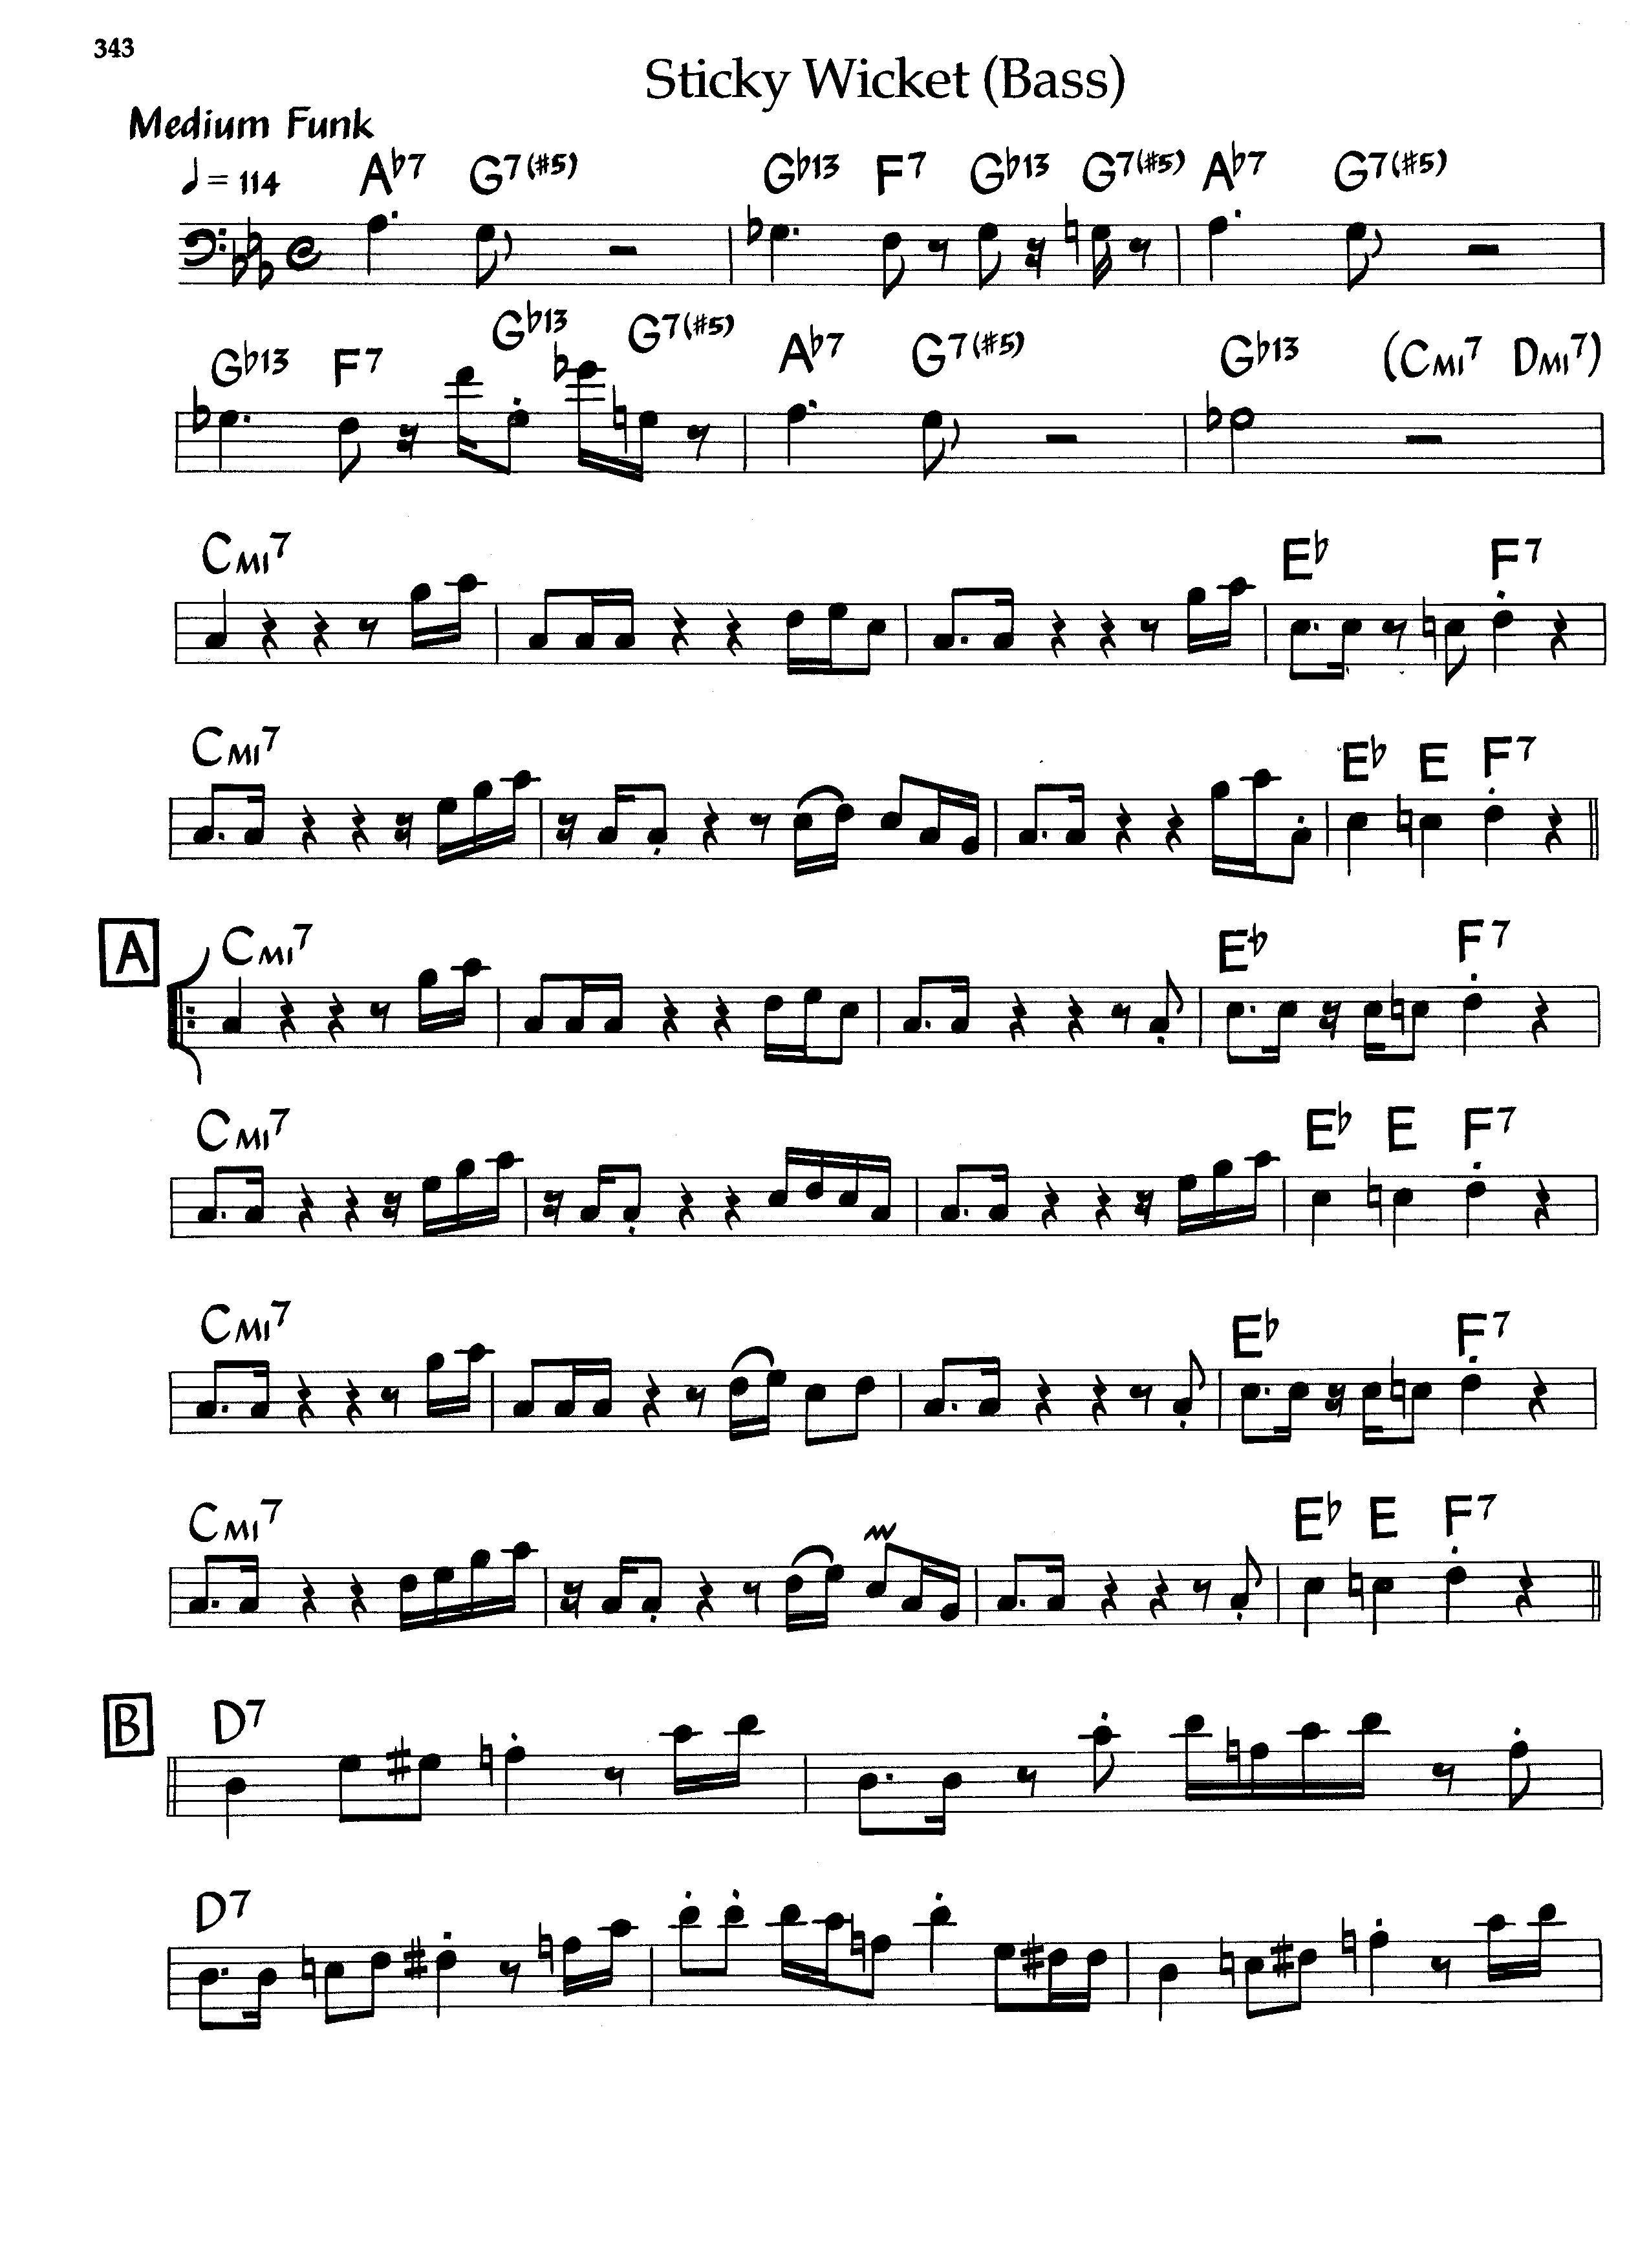 343
Sticky Wicket (Bass)
Medium Funk
♩ = 114 A♭7 G7(#5) G♭13 F7 G♭13 G7(#5) A♭7 G7(#5)
G♭13 F7 G♭13 G7(#5) A♭7 G7(#5) G♭13 (CMI7 DMI7)
CMI7 E♭ F7
CMI7 E♭ E F7
A CMI7 E♭ F7
CMI7 E♭ E F7
CMI7 E♭ F7
CMI7 E♭ E F7
B D7
D7